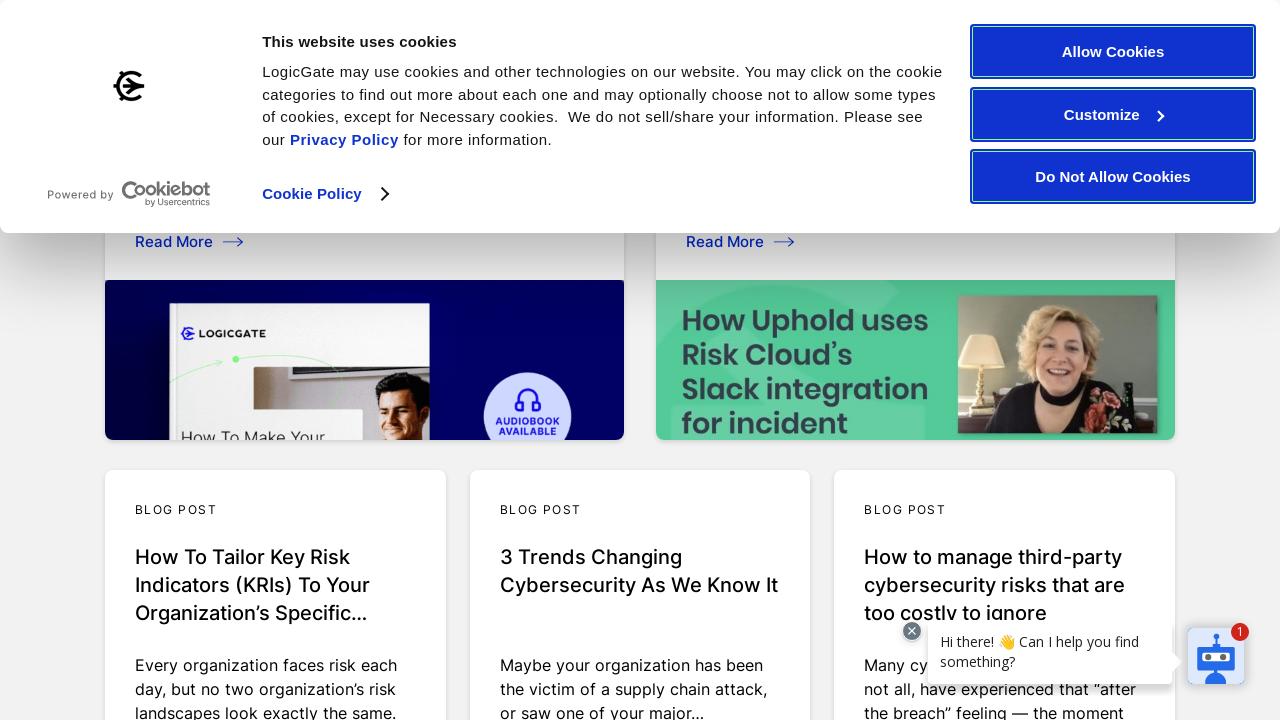 This website uses cookies
LogicGate may use cookies and other technologies on our website. You may click on the cookie
categories to find out more about each one and may optionally choose not to allow some types
of cookies, except for Necessary cookies.  We do not sell/share your information. Please see
our Privacy Policy for more information.
Cookie Policy
Powered by Cookiebot
by Usercentrics
Allow Cookies
Customize
Do Not Allow Cookies
Read More
Read More
LOGICGATE
How To Make Your
AUDIOBOOK
AVAILABLE
How Uphold uses
Risk Cloud's
Slack integration
for incident
BLOG POST
How To Tailor Key Risk
Indicators (KRIs) To Your
Organization’s Specific...
Every organization faces risk each
day, but no two organization’s risk
landscapes look exactly the same.
BLOG POST
3 Trends Changing
Cybersecurity As We Know It
Maybe your organization has been
the victim of a supply chain attack,
or saw one of your major...
BLOG POST
How to manage third-party
cybersecurity risks that are
too costly to ignore
Many cy
not all, have experienced that “after
the breach” feeling — the moment
Hi there! 👋 Can I help you find
something?
1